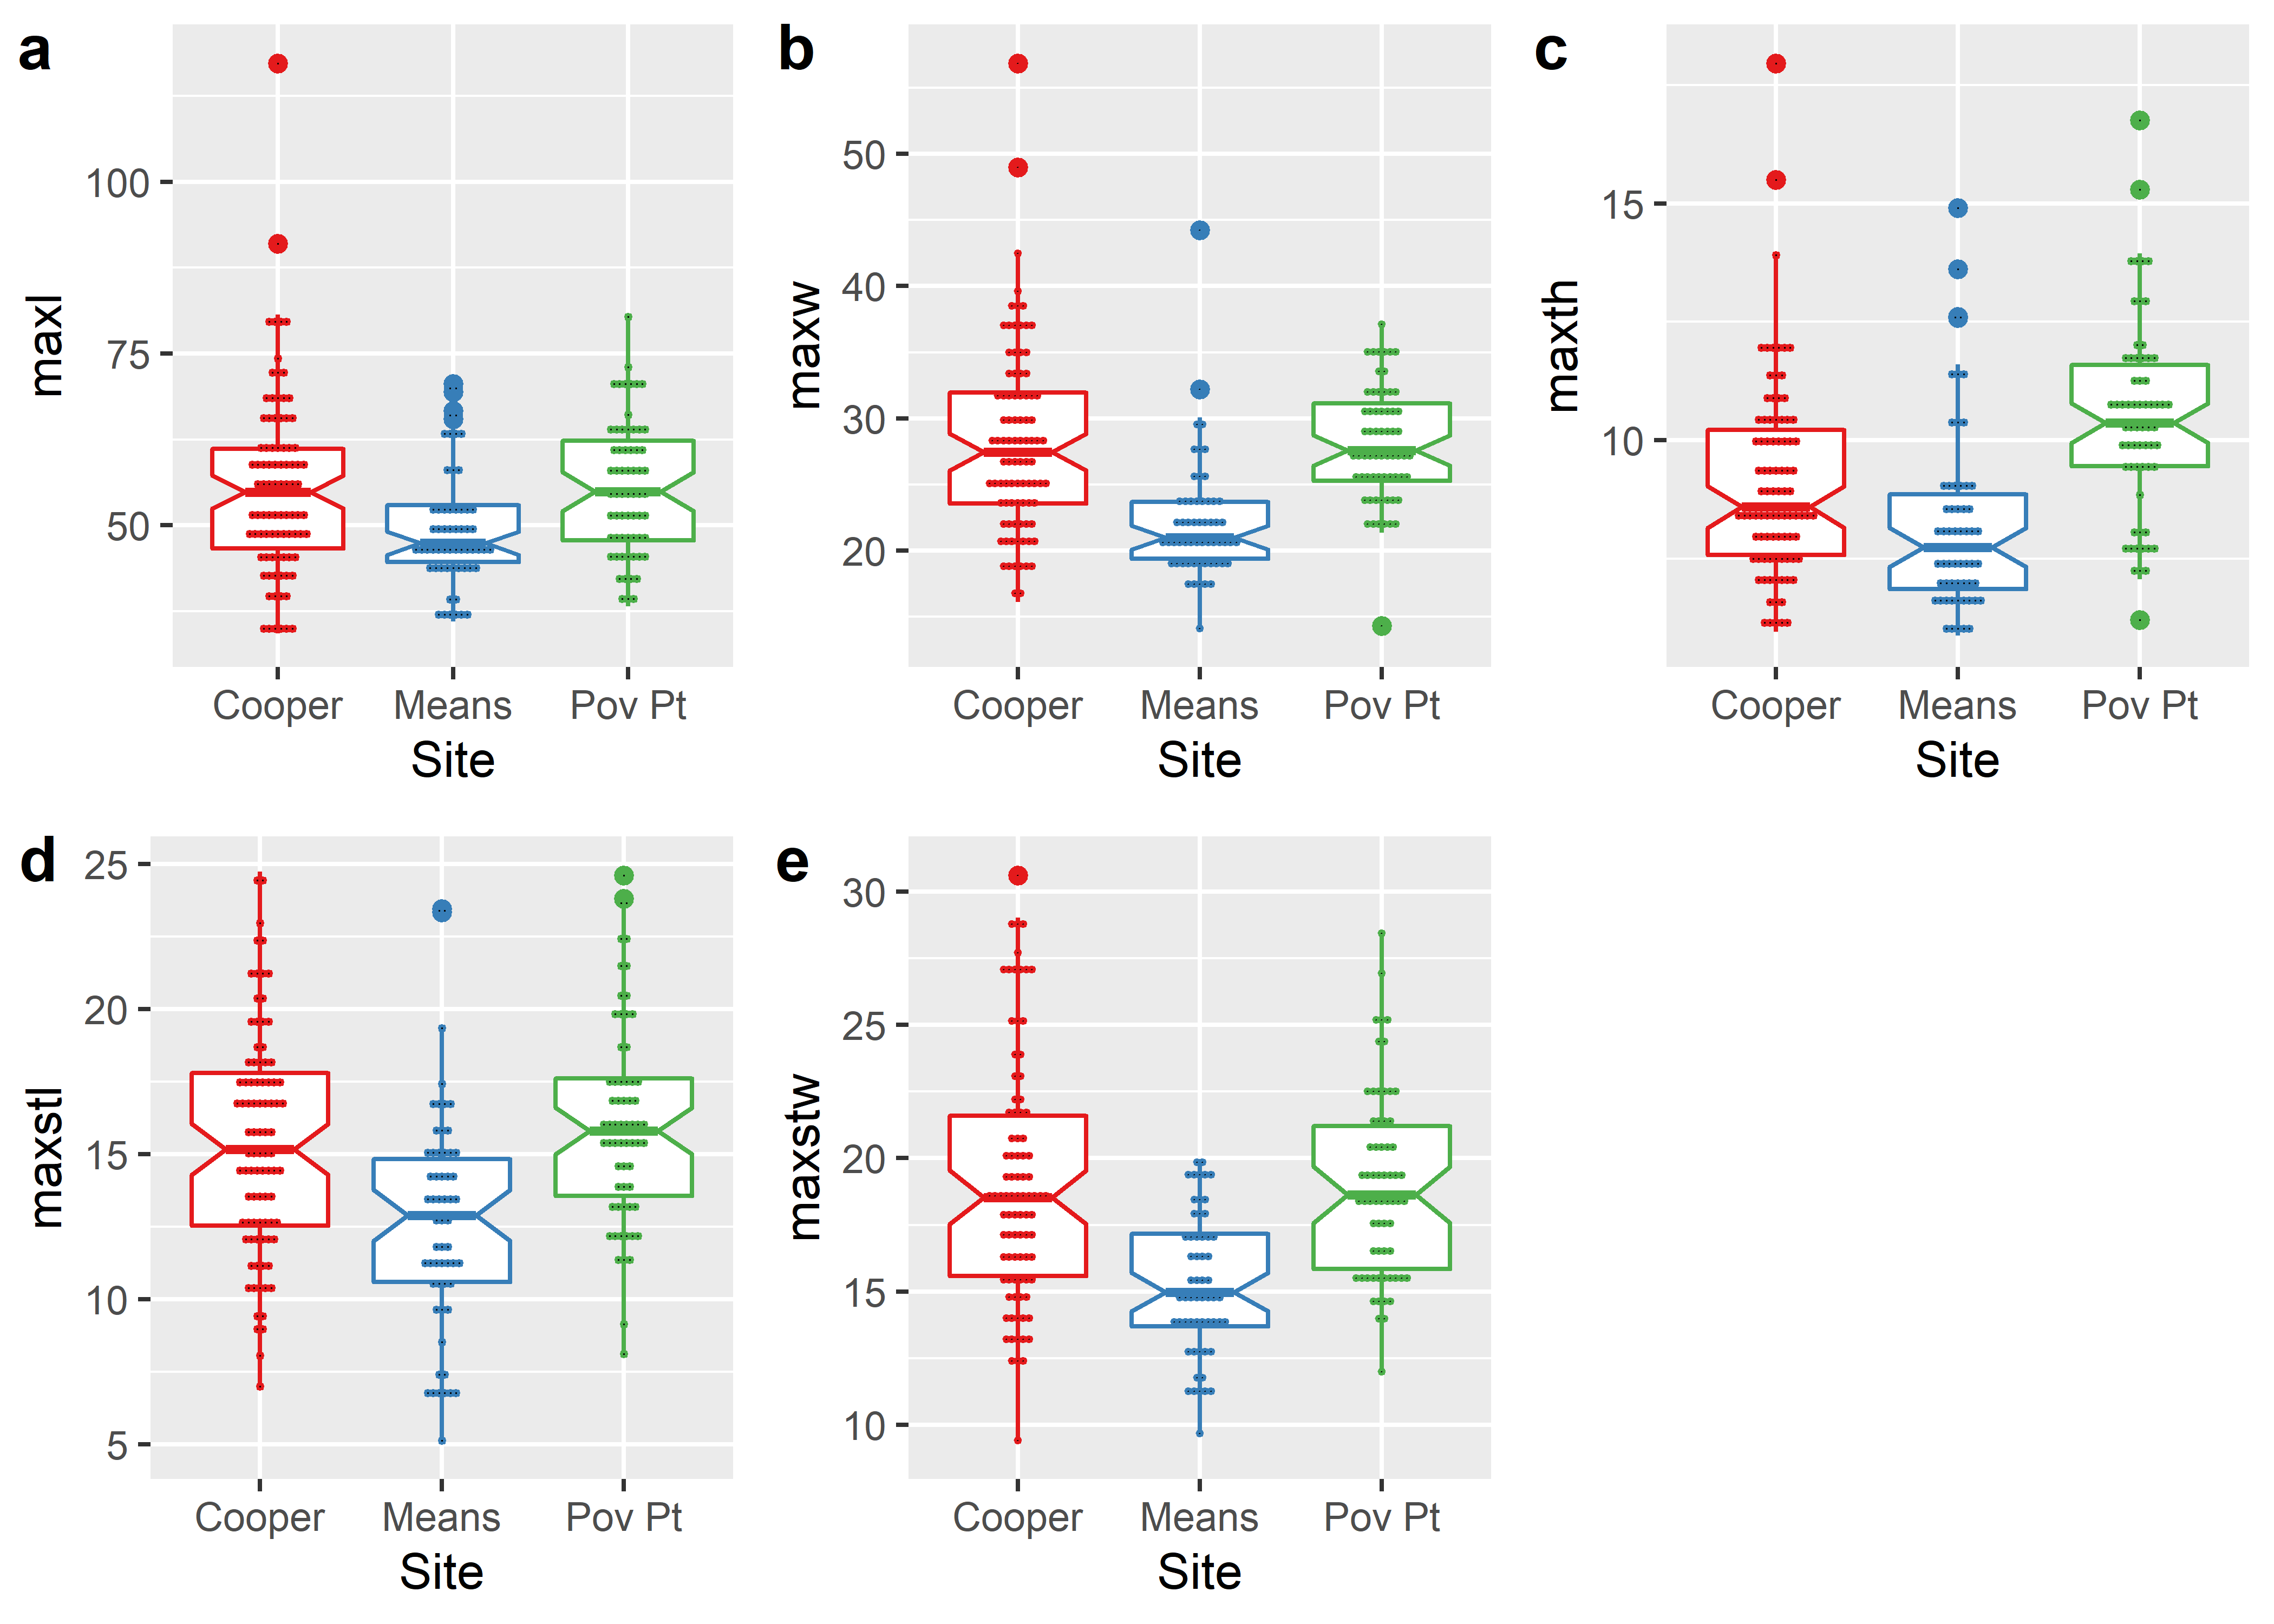 a
maxl
100
75
50
Cooper Means Pov Pt
Site
b
maxw
50
40
30
20
Cooper Means Pov Pt
Site
c
maxth
15
10
Cooper Means Pov Pt
Site
d
maxstl
25
20
15
10
5
Cooper Means Pov Pt
Site
e
maxstw
30
25
20
15
10
Cooper Means Pov Pt
Site